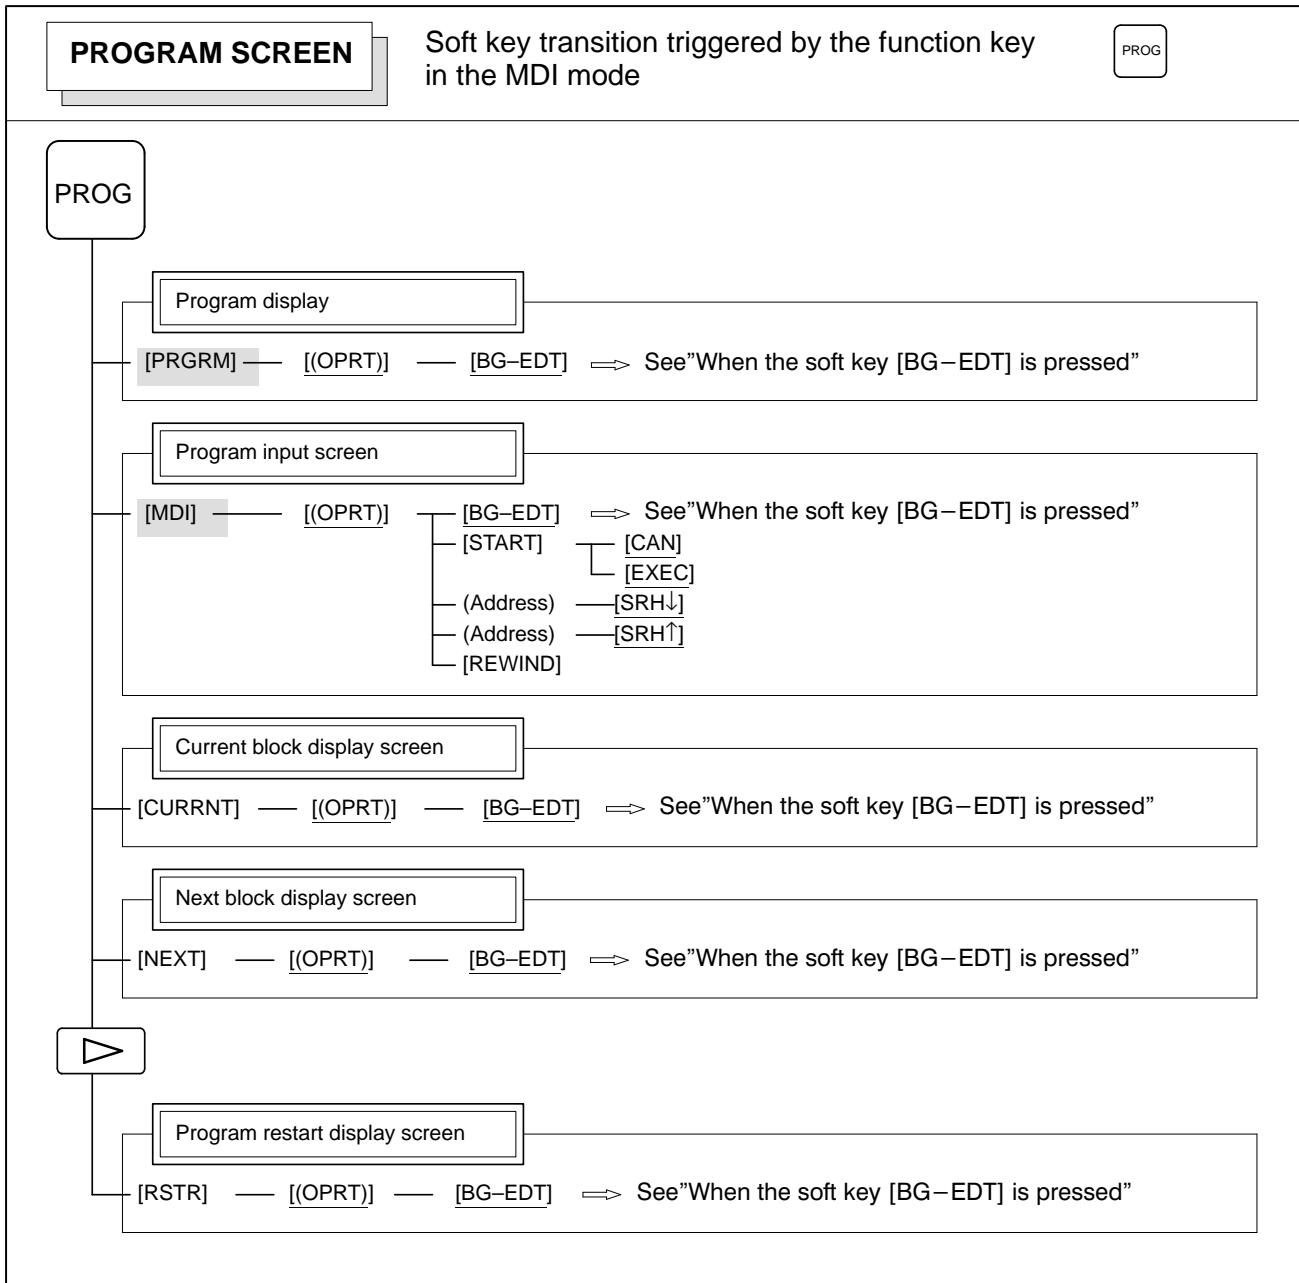 PROGRAM SCREEN
Soft key transition triggered by the function key
in the MDI mode
PROG
PROG
Program display
[PRGRM] [(OPRT)] [BG–EDT] ⇒ See”When the soft key [BG−EDT] is pressed”
Program input screen
[MDI] [(OPRT)] [BG–EDT] ⇒ See”When the soft key [BG−EDT] is pressed”
[START] [CAN]
[EXEC]
(Address) [SRH↓]
(Address) [SRH↑]
[REWIND]
Current block display screen
[CURRNT] [(OPRT)] [BG–EDT] ⇒ See”When the soft key [BG−EDT] is pressed”
Next block display screen
[NEXT] [(OPRT)] [BG–EDT] ⇒ See”When the soft key [BG−EDT] is pressed”
Program restart display screen
[RSTR] [(OPRT)] [BG–EDT] ⇒ See”When the soft key [BG−EDT] is pressed”